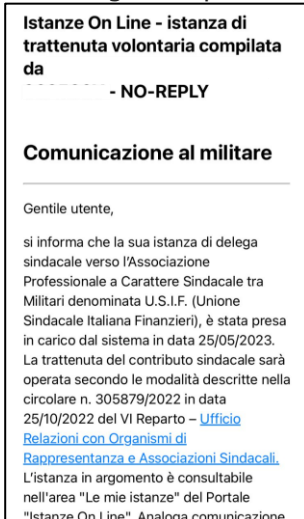 Istanze On Line - istanza di
trattenuta volontaria compilata
da
- NO-REPLY
Comunicazione al militare
Gentile utente,
si informa che la sua istanza di delega
sindacale verso l'Associazione
Professionale a Carattere Sindacale tra
Militari denominata U.S.I.F. (Unione
Sindacale Italiana Finanzieri), è stata presa
in carico dal sistema in data 25/05/2023.
La trattenuta del contributo sindacale sarà
operata secondo le modalità descritte nella
circolare n. 305879/2022 in data
25/10/2022 del VI Reparto – Ufficio
Relazioni con Organismi di
Rappresentanza e Associazioni Sindacali.
L'istanza in argomento è consultabile
nell'area "Le mie istanze" del Portale
"Istanze On Line". Analoga comunicazione